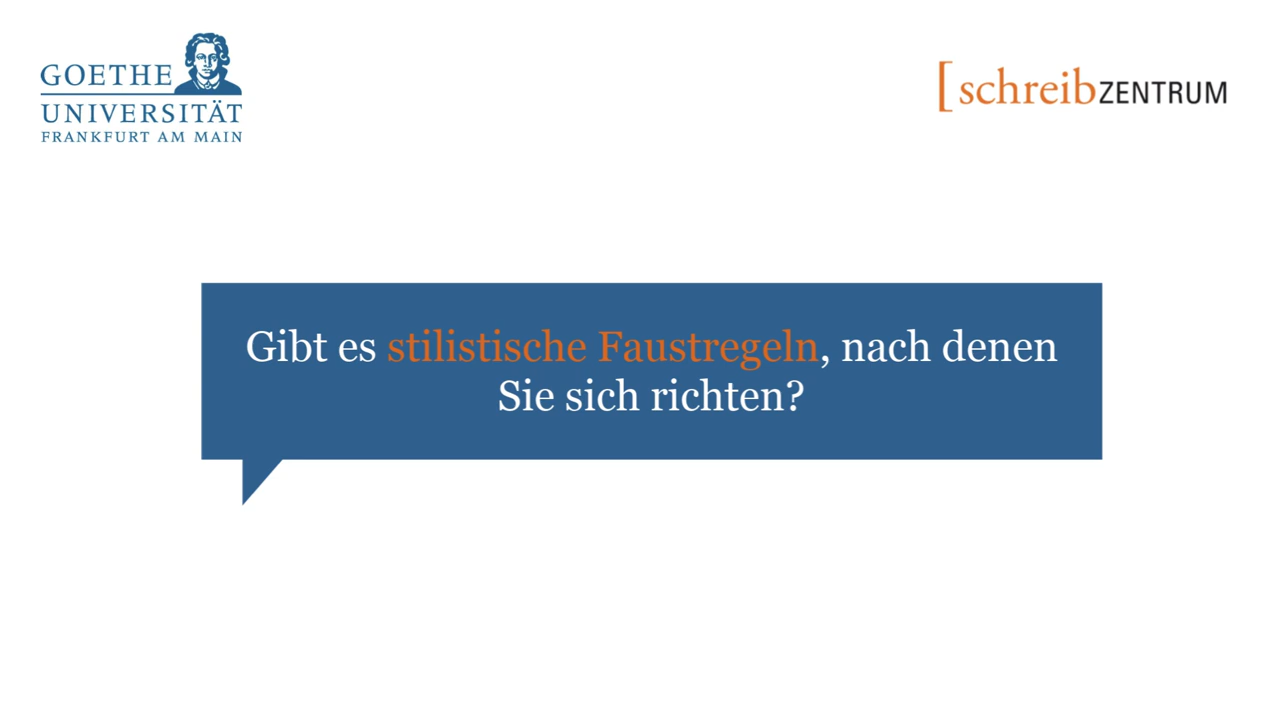 GOETHE
UNIVERSITÄT
FRANKFURT AM MAIN
[schreibZENTRUM
Gibt es stilistische Faustregeln, nach denen
Sie sich richten?